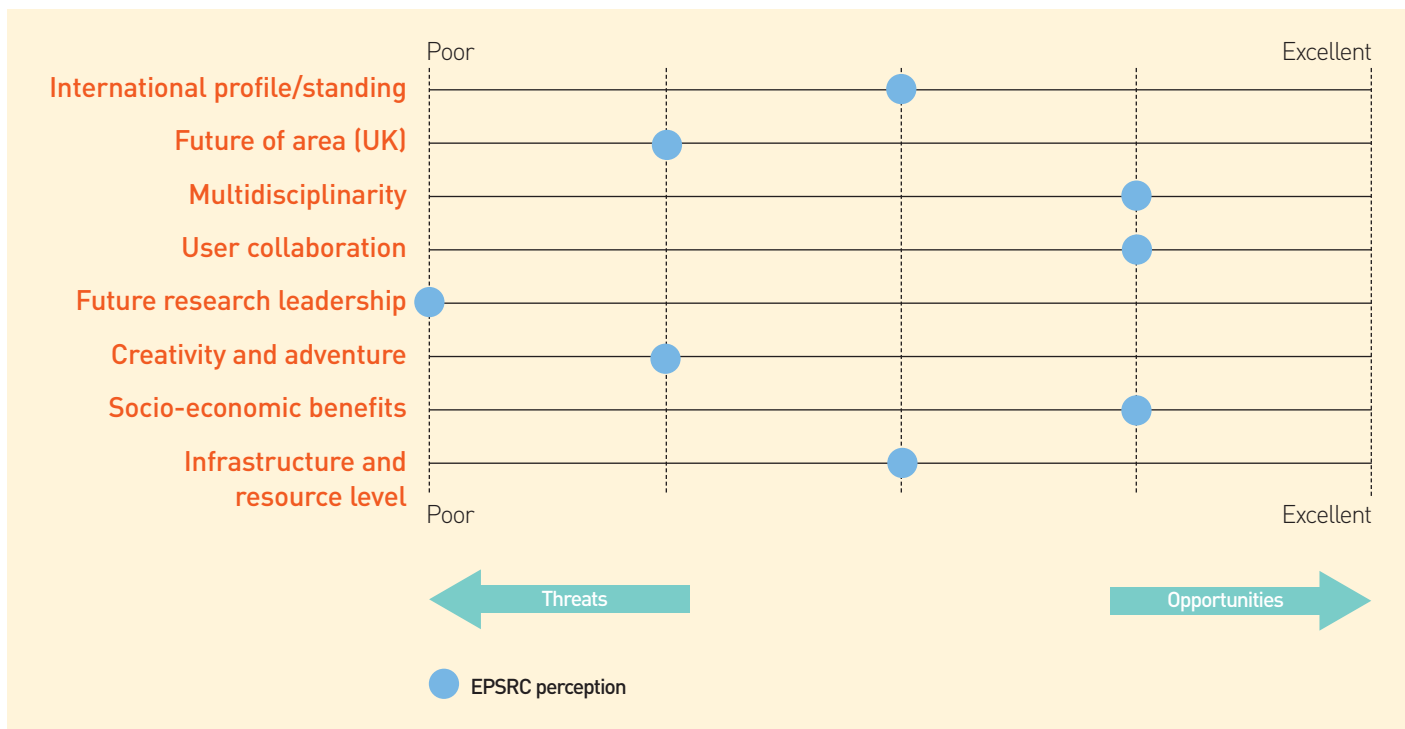 Poor Excellent
International profile/standing
Future of area (UK)
Multidisciplinarity
User collaboration
Future research leadership
Creativity and adventure
Socio-economic benefits
Infrastructure and
resource level
Poor Excellent
Threats Opportunities
EPSRC perception